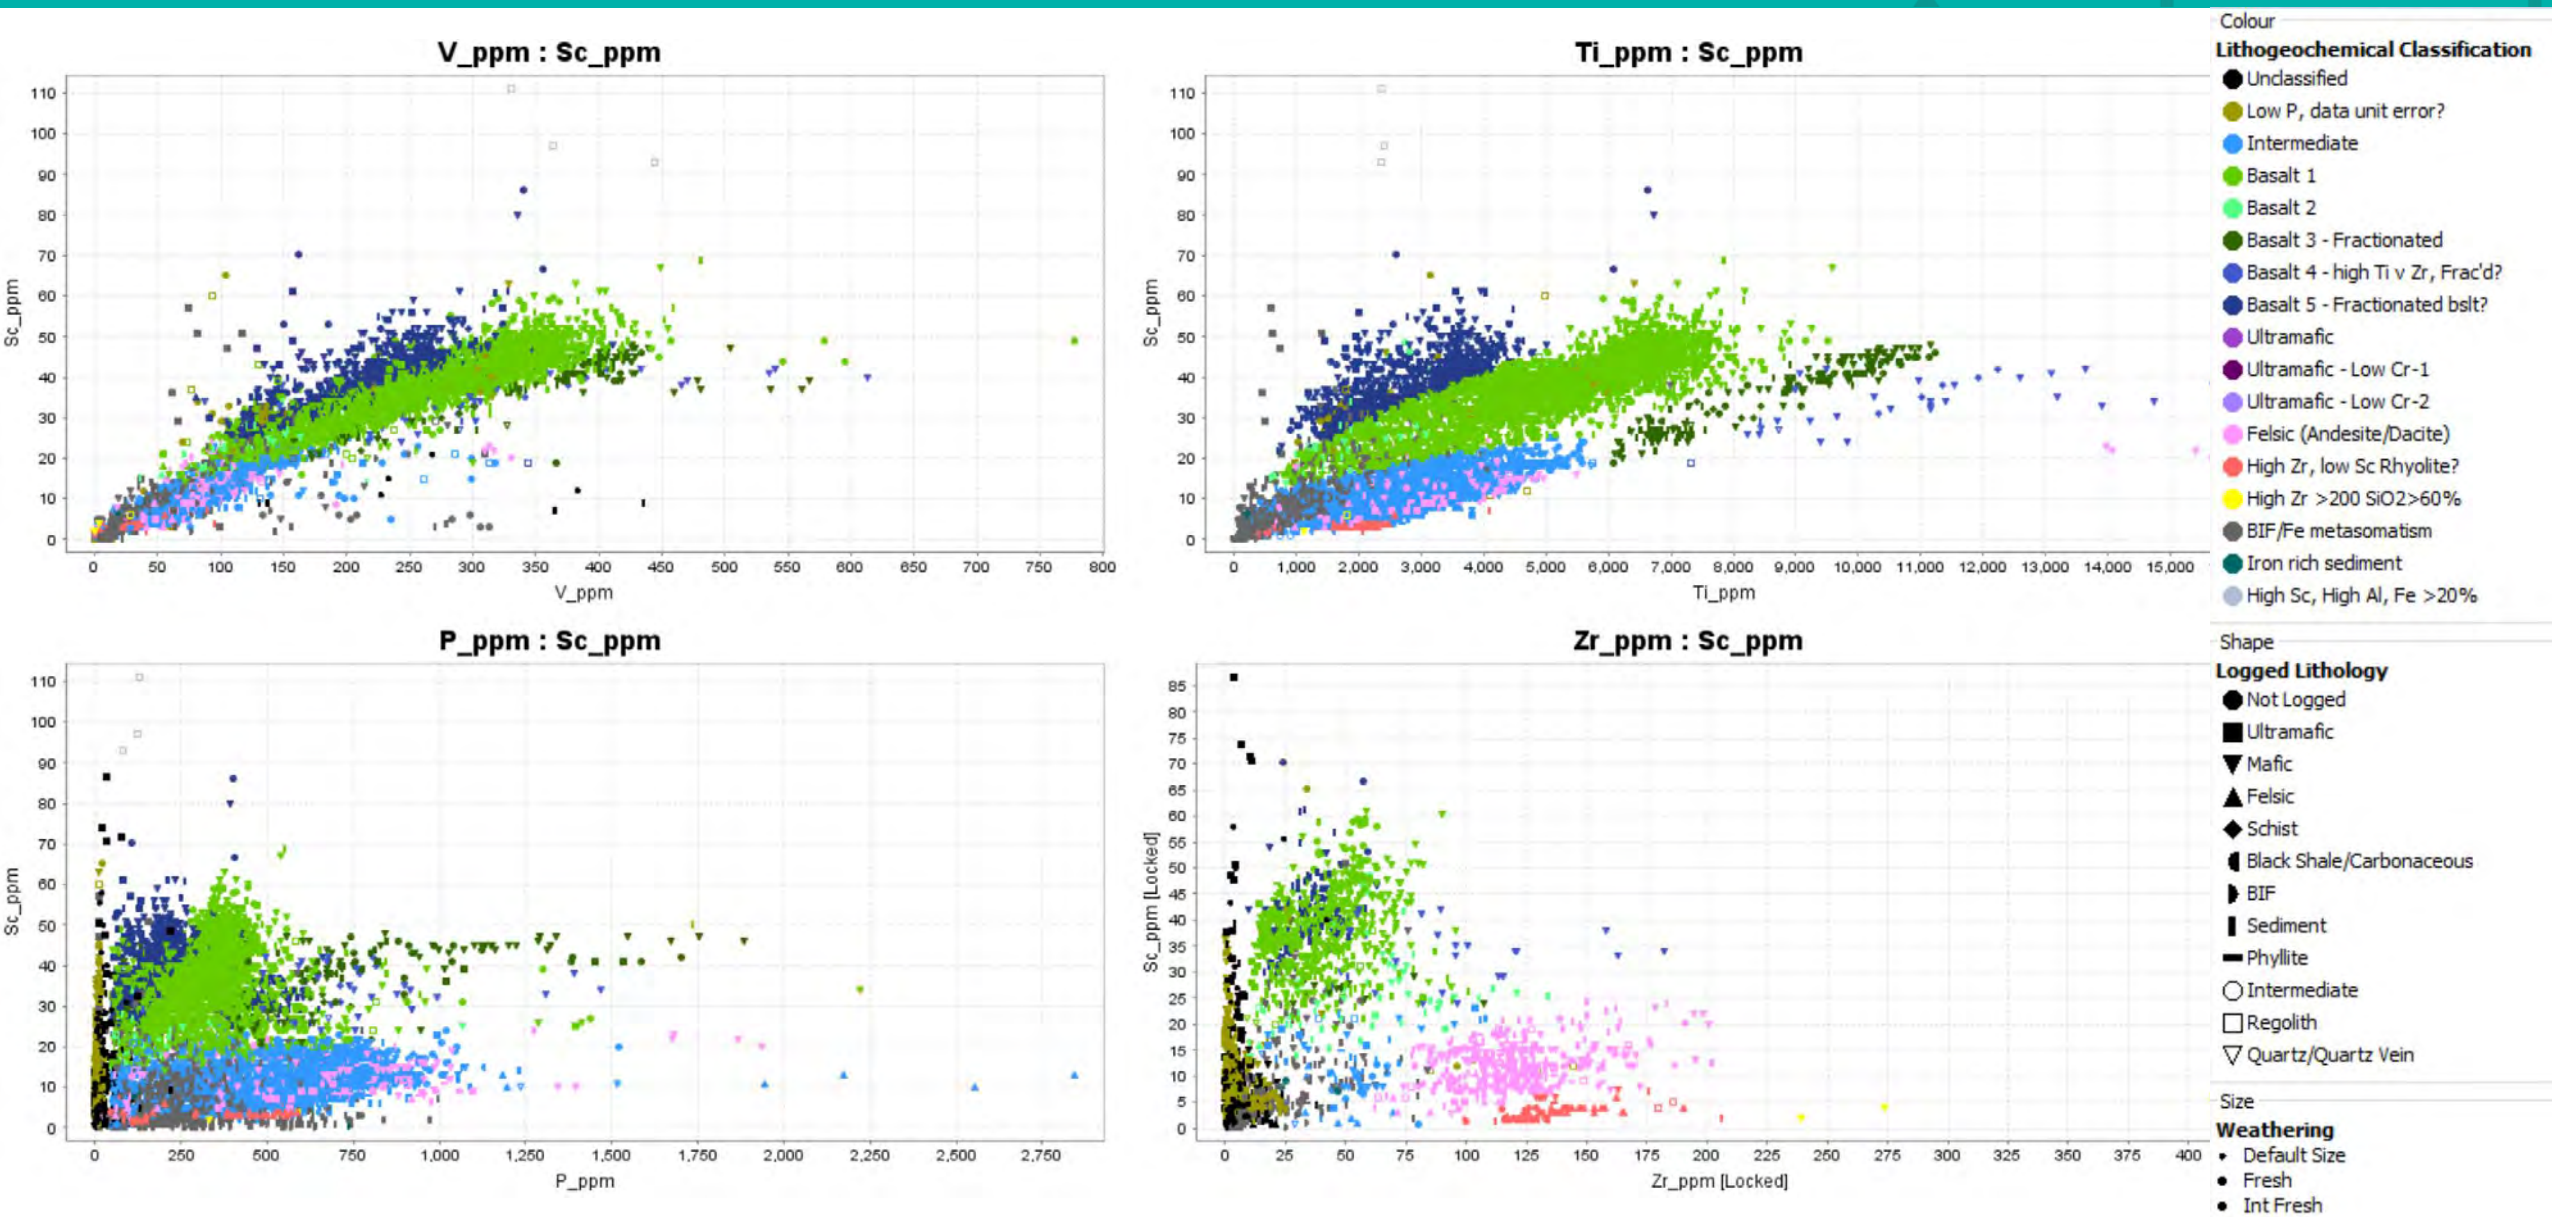 V_ppm : Sc_ppm
110
100
90
80
70
60
50
40
30
20
10
0
Sc_ppm
0 50 100 150 200 250 300 350 400 450 500 550 600 650 700 750 800
V_ppm
Ti_ppm : Sc_ppm
110
100
90
80
70
60
50
40
30
20
10
0
Sc_ppm
0 1,000 2,000 3,000 4,000 5,000 6,000 7,000 8,000 9,000 10,000 11,000 12,000 13,000 14,000 15,000
Ti_ppm
P_ppm : Sc_ppm
110
100
90
80
70
60
50
40
30
20
10
0
Sc_ppm
0 250 500 750 1,000 1,250 1,500 1,750 2,000 2,250 2,500 2,750
P_ppm
Zr_ppm : Sc_ppm
85
80
75
70
65
60
55
50
45
40
35
30
25
20
15
10
5
0
Sc_ppm [Locked]
0 25 50 75 100 125 150 175 200 225 250 275 300 325 350 375 400
Zr_ppm [Locked]
Colour
Lithogeochemical Classification
Unclassified
Low P, data unit error?
Intermediate
Basalt 1
Basalt 2
Basalt 3 - Fractionated
Basalt 4 - high Ti v Zr, Frac'd?
Basalt 5 - Fractionated bslt?
Ultramafic
Ultramafic - Low Cr-1
Ultramafic - Low Cr-2
Felsic (Andesite/Dacite)
High Zr, low Sc Rhyolite?
High Zr >200 SiO2>60%
BIF/Fe metasomatism
Iron rich sediment
High Sc, High Al, Fe >20%
Shape
Logged Lithology
Not Logged
Ultramafic
Mafic
Felsic
Schist
Black Shale/Carbonaceous
BIF
Sediment
Phyllite
Intermediate
Regolith
Quartz/Quartz Vein
Size
Weathering
Default Size
Fresh
Int Fresh